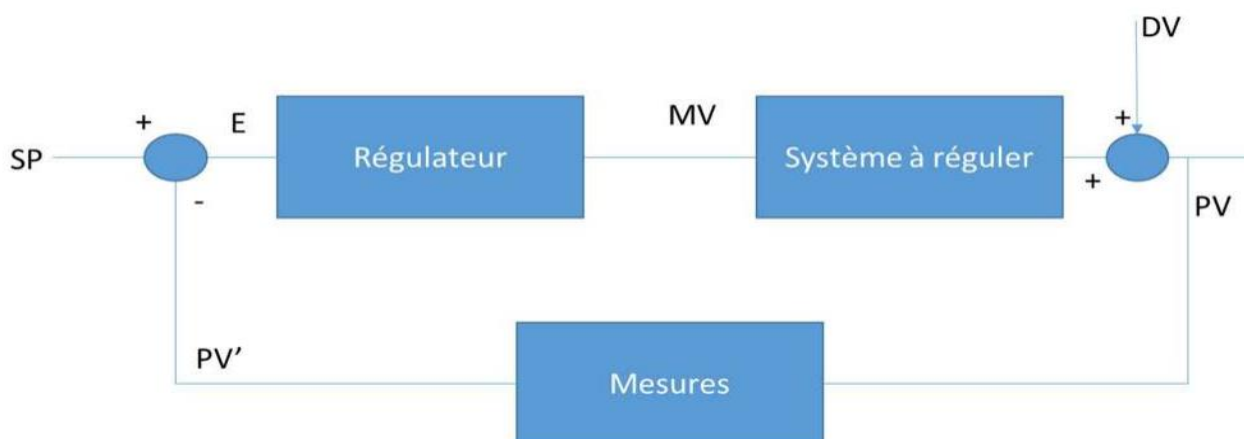 DV
+
E
MV
+
SP
Régulateur
Système à réguler
-
+
PV
PV’
Mesures